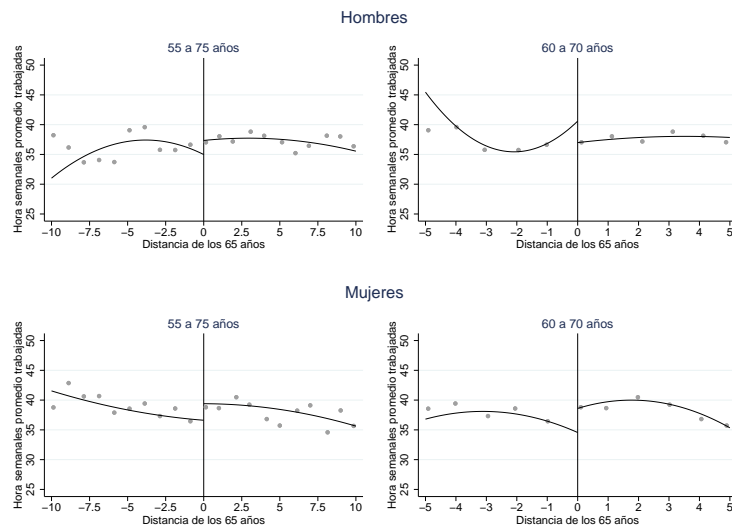 Hombres
55 a 75 años
Hora semanales promedio trabajadas
25 30 35 40 45 50
−10 −7.5 −5 −2.5 0 2.5 5 7.5 10
Distancia de los 65 años
60 a 70 años
Hora semanales promedio trabajadas
25 30 35 40 45 50
−5 −4 −3 −2 −1 0 1 2 3 4 5
Distancia de los 65 años
Mujeres
55 a 75 años
Hora semanales promedio trabajadas
25 30 35 40 45 50
−10 −7.5 −5 −2.5 0 2.5 5 7.5 10
Distancia de los 65 años
60 a 70 años
Hora semanales promedio trabajadas
25 30 35 40 45 50
−5 −4 −3 −2 −1 0 1 2 3 4 5
Distancia de los 65 años